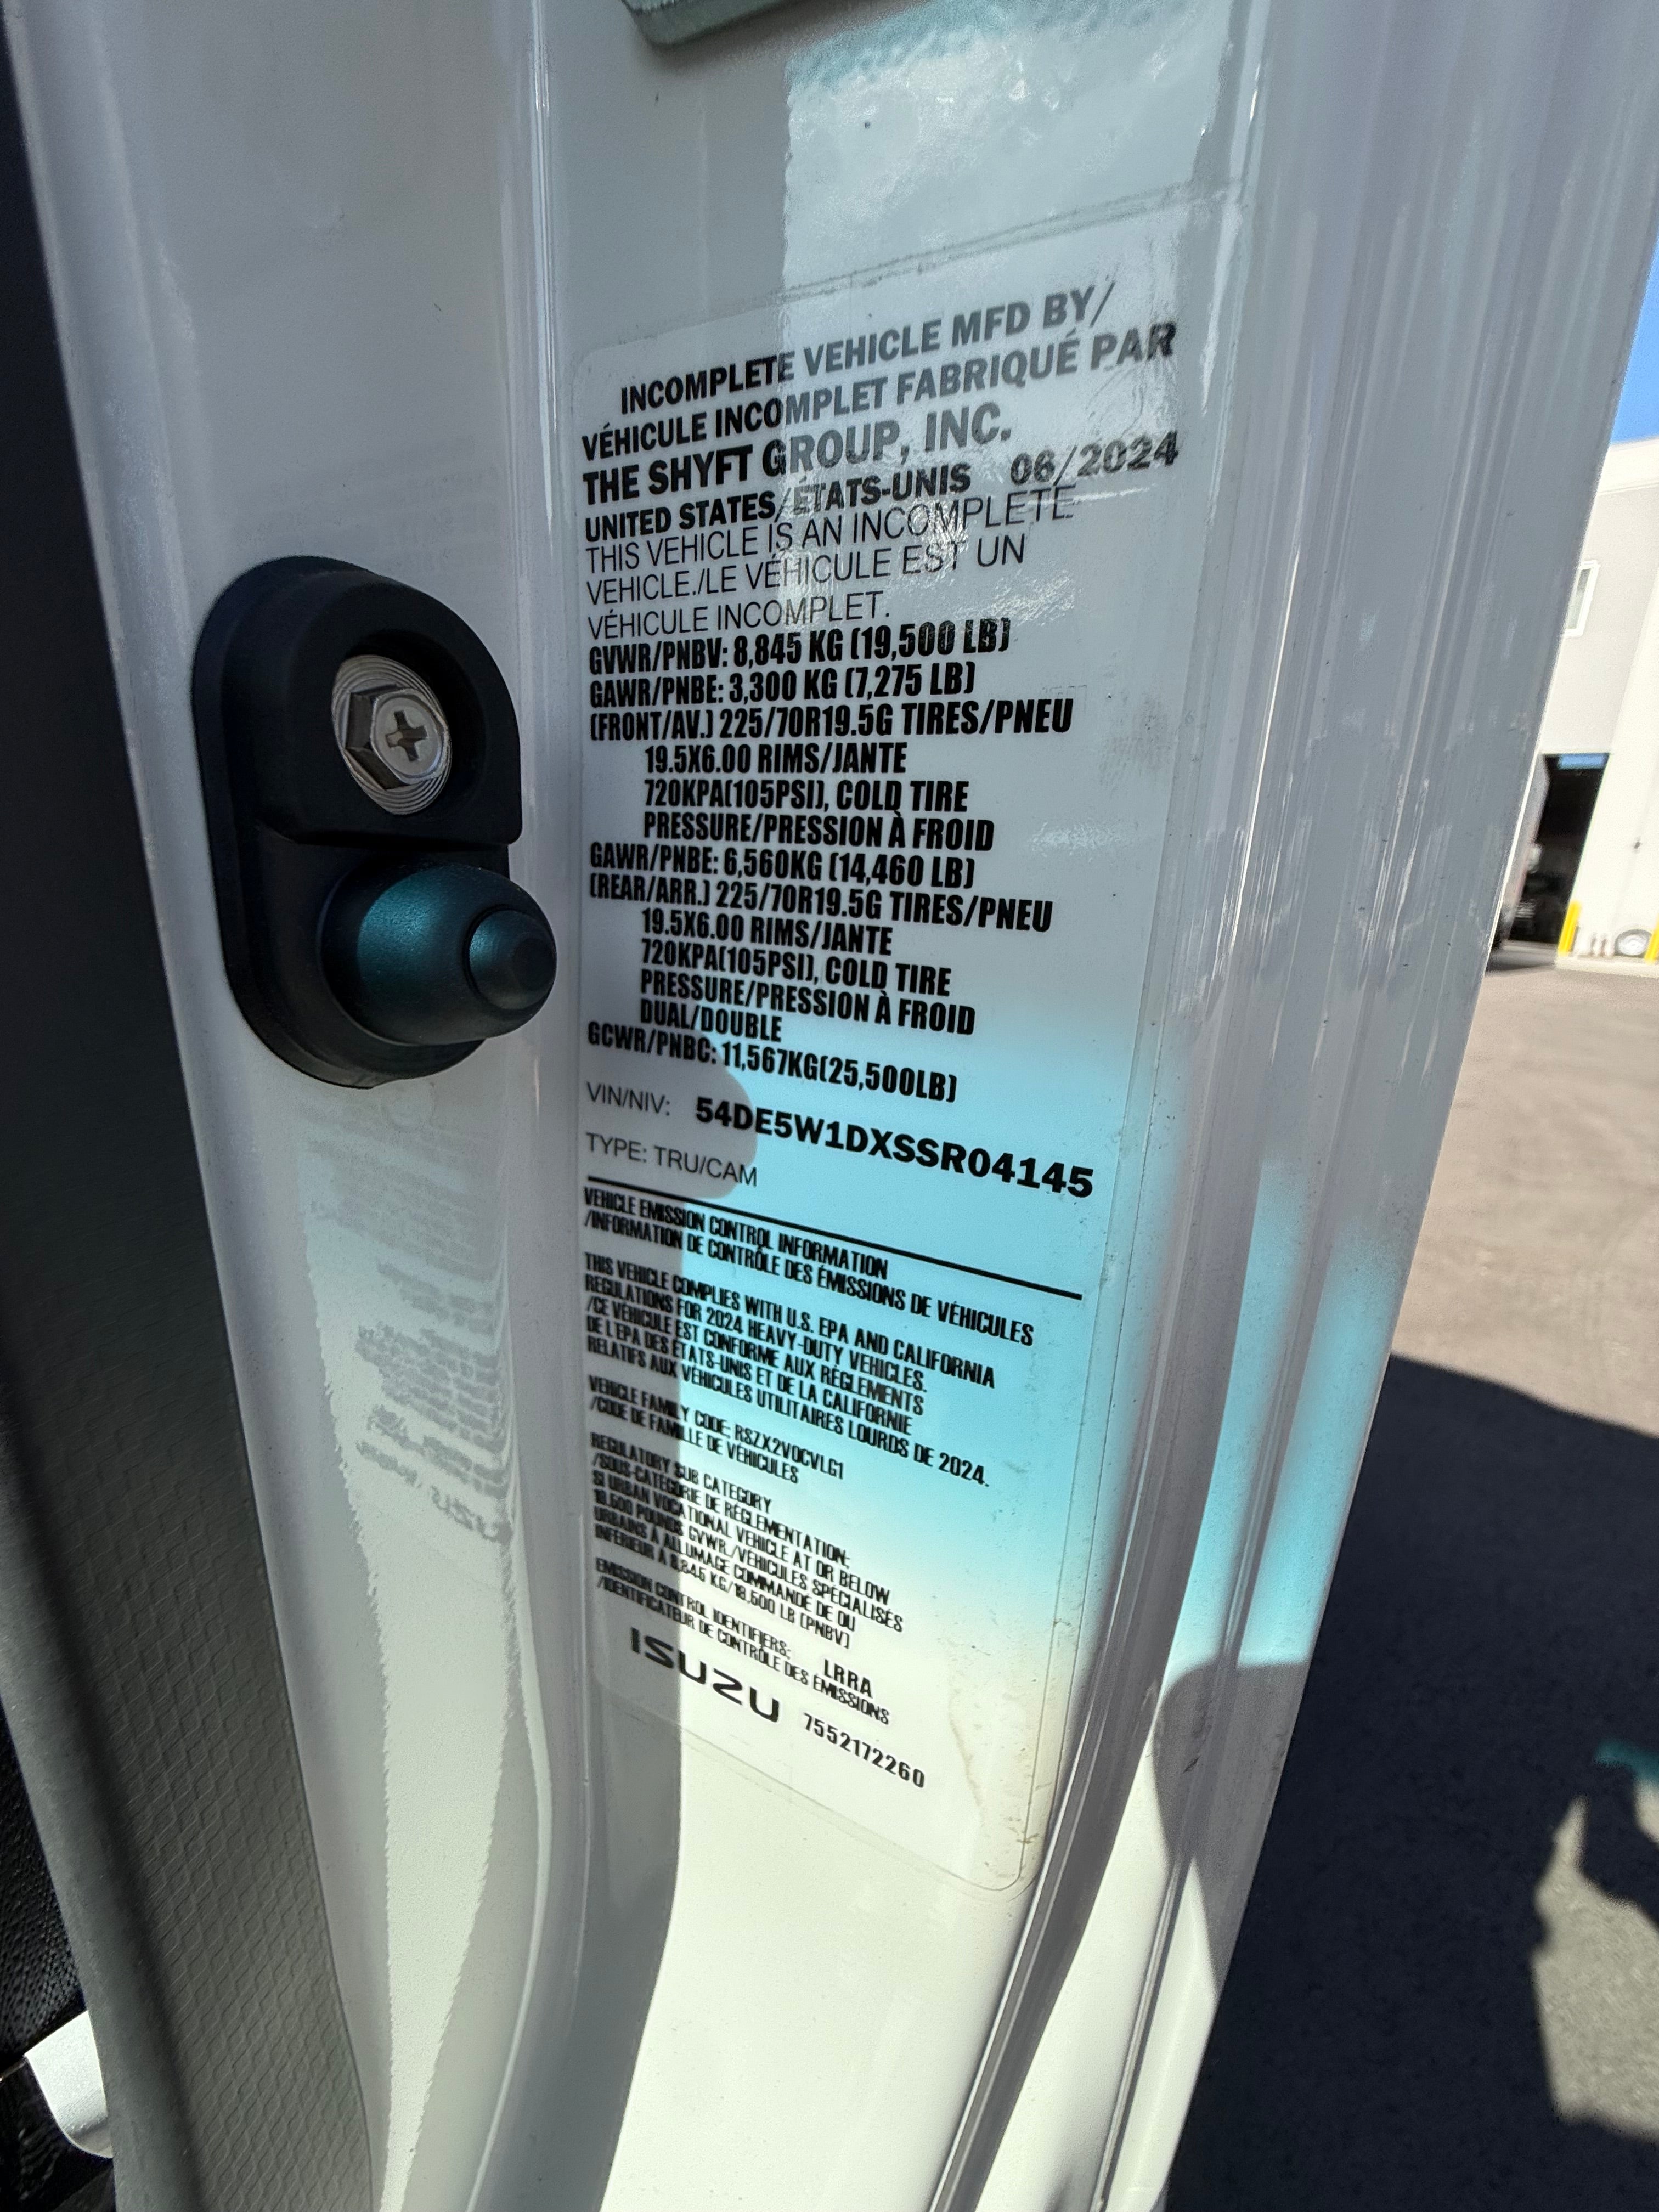 INCOMPLETE VEHICLE MFD BY/
VÉHICULE INCOMPLET FABRIQUÉ PAR
THE SHYFT GROUP, INC.
UNITED STATES/ÉTATS-UNIS 06/2024
THIS VEHICLE IS AN INCOMPLETE
VEHICLE./LE VÉHICULE EST UN
VÉHICULE INCOMPLET.
GVWR/PNBV: 8,845 KG (19,500 LB)
GAWR/PNBE: 3,300 KG (7,275 LB)
(FRONT/AV.) 225/70R19.5G TIRES/PNEU
19.5X6.00 RIMS/JANTE
720KPA(105PSI), COLD TIRE
PRESSURE/PRESSION À FROID
GAWR/PNBE: 6,560KG (14,460 LB)
(REAR/ARR.) 225/70R19.5G TIRES/PNEU
19.5X6.00 RIMS/JANTE
720KPA(105PSI), COLD TIRE
PRESSURE/PRESSION À FROID
DUAL/DOUBLE
GCWR/PNBC: 11,567KG(25,500LB)
VIN/NIV: 54DE5W1DXSSR04145
TYPE: TRU/CAM
VEHICLE EMISSION CONTROL INFORMATION
/INFORMATION DE CONTRÔLE DES ÉMISSIONS DE VÉHICULES
THIS VEHICLE COMPLIES WITH U.S. EPA AND CALIFORNIA
REGULATIONS FOR 2024 HEAVY-DUTY VEHICLES.
/CE VÉHICULE EST CONFORME AUX RÈGLEMENTS
DE L'EPA DES ÉTATS-UNIS ET DE LA CALIFORNIE
RELATIFS AUX VÉHICULES UTILITAIRES LOURDS DE 2024.
VEHICLE FAMILY CODE: RSZX2VOCVLG1
/CODE DE FAMILLE DE VÉHICULES
REGULATORY SUB CATEGORY
/SOUS-CATÉGORIE DE RÉGLEMENTATION:
SI URBAN VOCATIONAL VEHICLE AT OR BELOW
19,500 POUNDS GVWR./VÉHICULES SPÉCIALISÉS
URBAINS À ALLUMAGE COMMANDÉ DE OU
INFÉRIEUR À 8,845 KG/19,500 LB (PNBV)
EMISSION CONTROL IDENTIFIERS: LRRA
/IDENTIFICATEUR DE CONTRÔLE DES ÉMISSIONS
ISUZU 7552172260